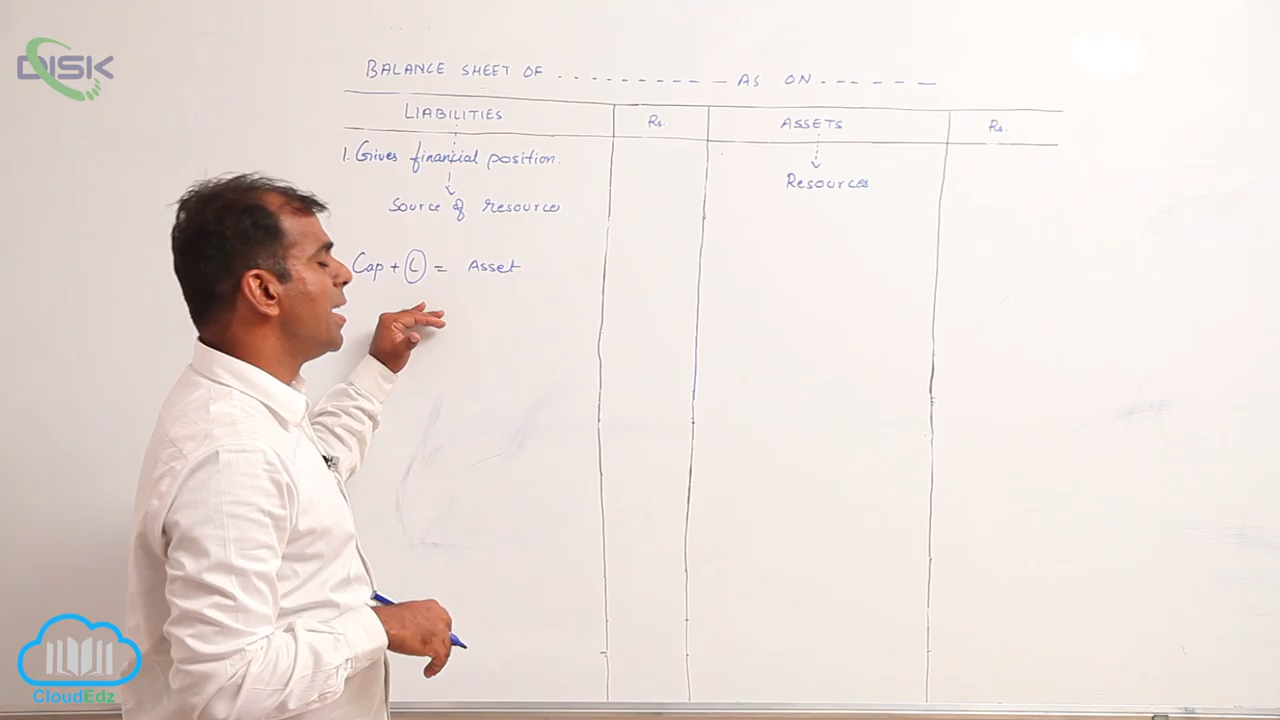 DISK
BALANCE SHEET OF . . . . . . . . . - - - — AS ON - - - - - - —
LIABILITIES Rs. ASSETS Rs.
1. Gives financial position. Resources
Source of resource
Cap + L = Asset
CloudEdz